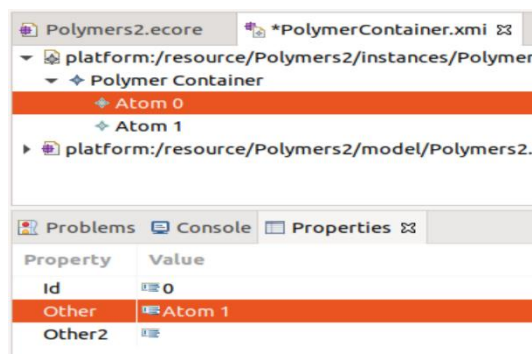 Polymers2.ecore *PolymerContainer.xmi
platform:/resource/Polymers2/instances/Polymer
Polymer Container
Atom 0
Atom 1
platform:/resource/Polymers2/model/Polymers2.
Problems Console Properties
Property Value
Id 0
Other Atom 1
Other2